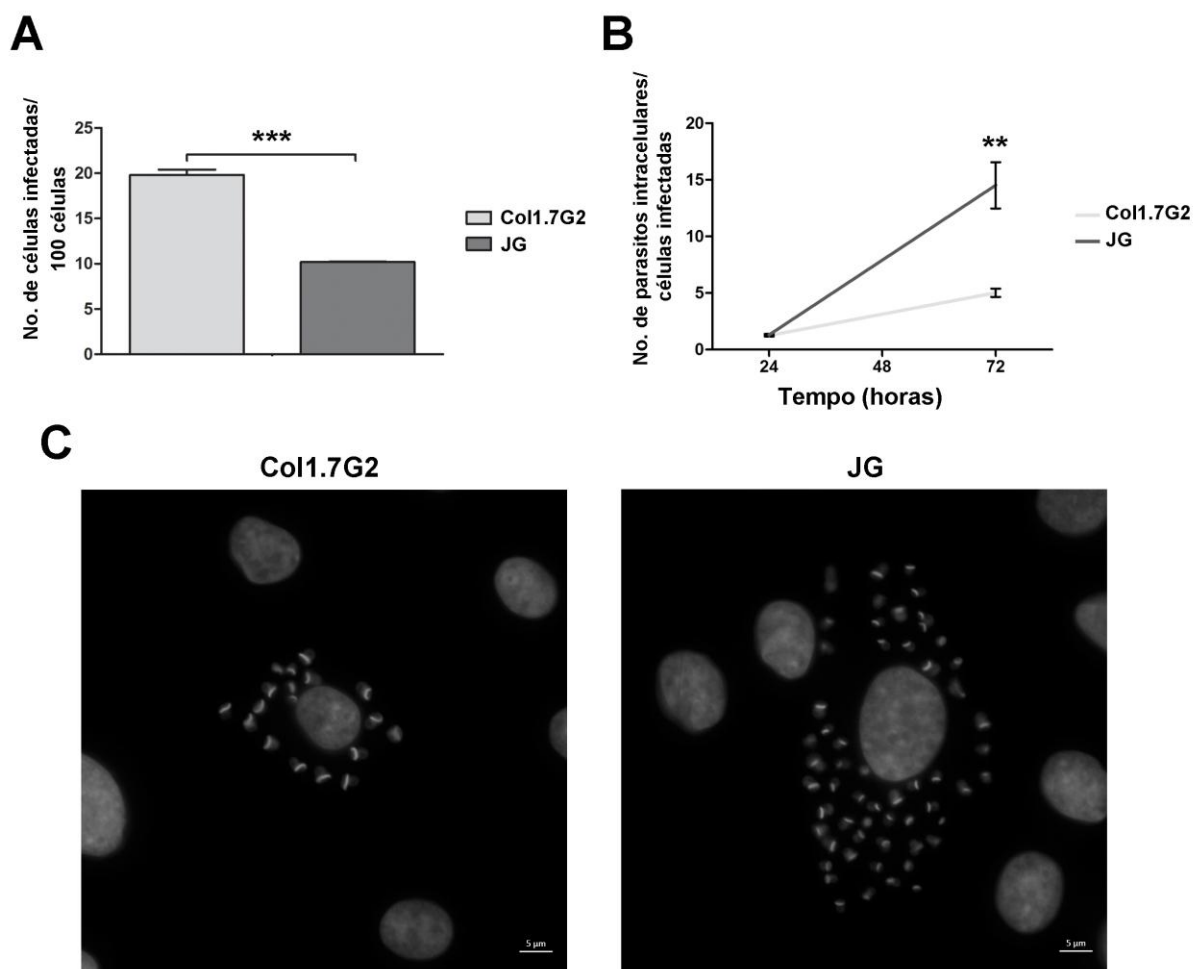 A
No. de células infectadas/
100 células
25
20
15
10
5
0
***
Col1.7G2
JG
B
No. de parasitos intracelulares/
células infectadas
20
15
10
5
0
**
24
48
72
Tempo (horas)
Col1.7G2
JG
C
Col1.7G2
JG
5 µm
5 µm